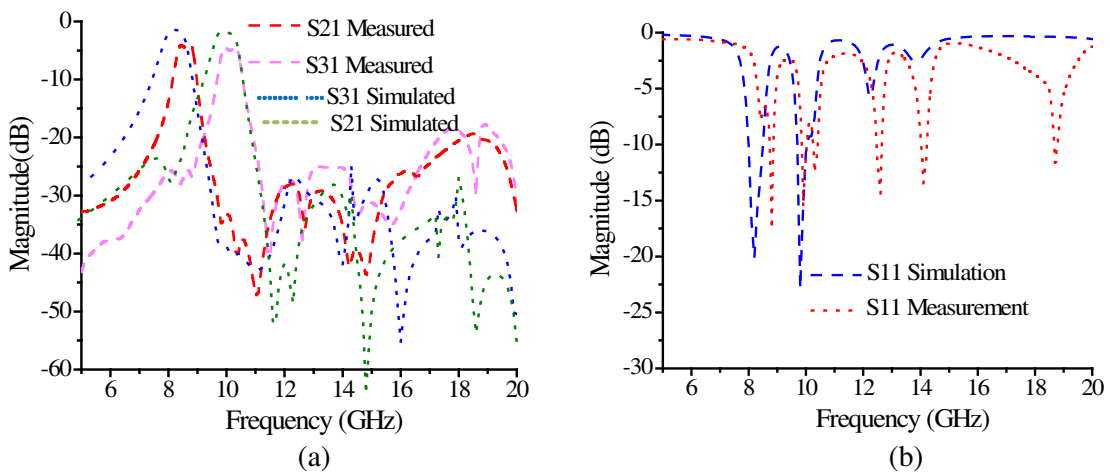 0
-10
-20
-30
-40
-50
-60
Magnitude(dB)
S21 Measured
S31 Measured
S31 Simulated
S21 Simulated
6 8 10 12 14 16 18 20
Frequency (GHz)
(a)
0
-5
-10
-15
-20
-25
-30
Magnitude (dB)
S11 Simulation
S11 Measurement
6 8 10 12 14 16 18 20
Frequency (GHz)
(b)